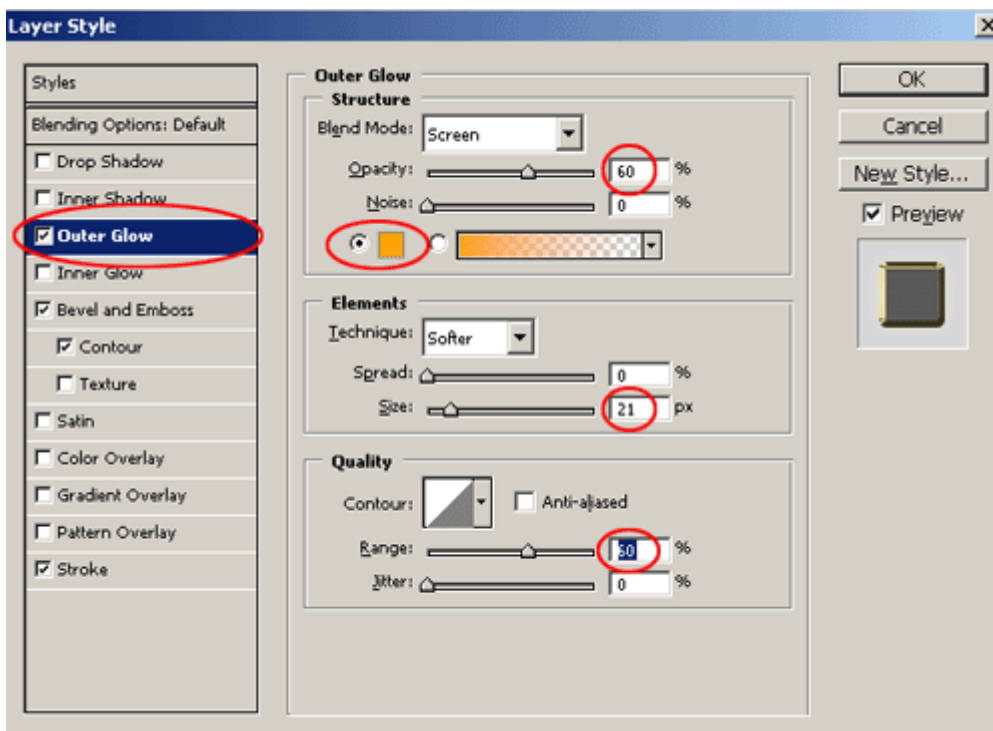 Layer Style
Styles
Blending Options: Default
Drop Shadow
Inner Shadow
Outer Glow
Inner Glow
Bevel and Emboss
Contour
Texture
Satin
Color Overlay
Gradient Overlay
Pattern Overlay
Stroke
Outer Glow
Structure
Blend Mode: Screen
Opacity: 60 %
Noise: 0 %
Elements
Technique: Softer
Spread: 0 %
Size: 21 px
Quality
Contour: Anti-aliased
Range: 60 %
Jitter: 0 %
OK
Cancel
New Style...
Preview